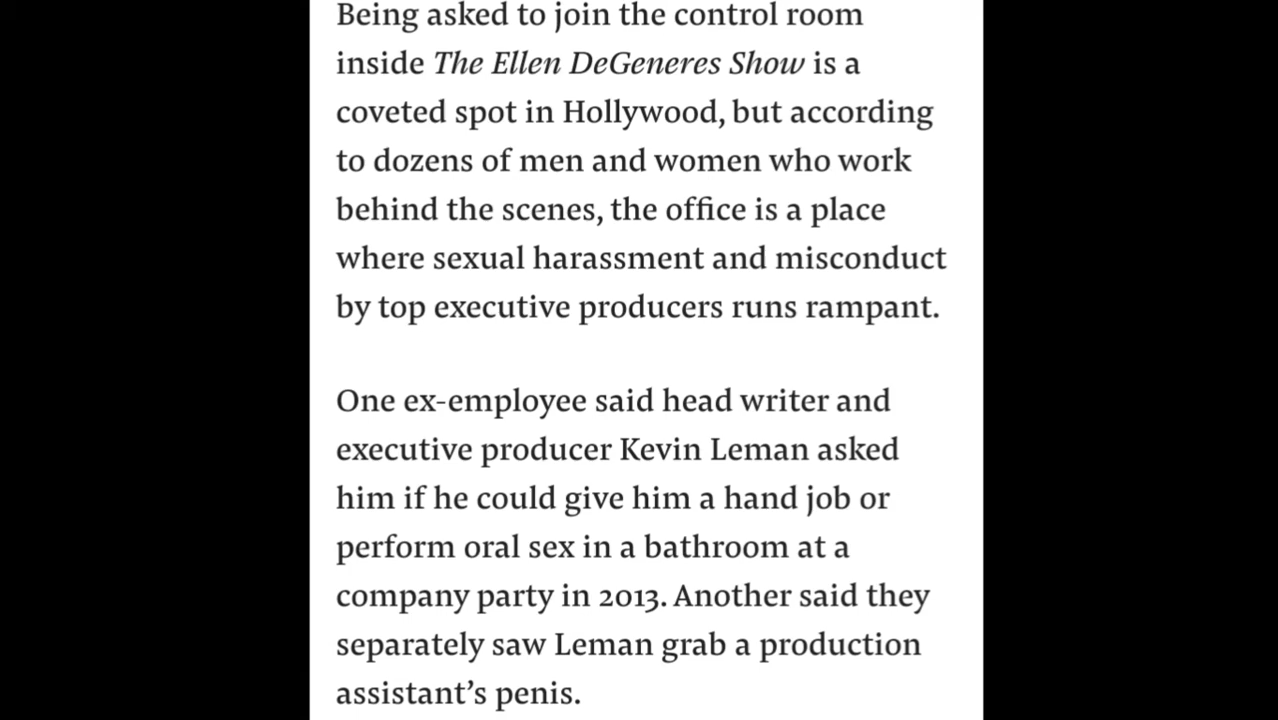 Being asked to join the control room
inside The Ellen DeGeneres Show is a
coveted spot in Hollywood, but according
to dozens of men and women who work
behind the scenes, the office is a place
where sexual harassment and misconduct
by top executive producers runs rampant.
One ex-employee said head writer and
executive producer Kevin Leman asked
him if he could give him a hand job or
perform oral sex in a bathroom at a
company party in 2013. Another said they
separately saw Leman grab a production
assistant’s penis.